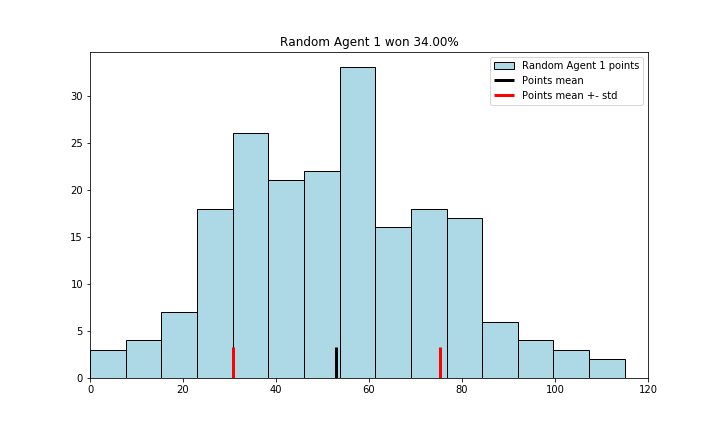 Random Agent 1 won 34.00%
Random Agent 1 points
Points mean
Points mean +- std
30
25
20
15
10
5
0
0 20 40 60 80 100 120